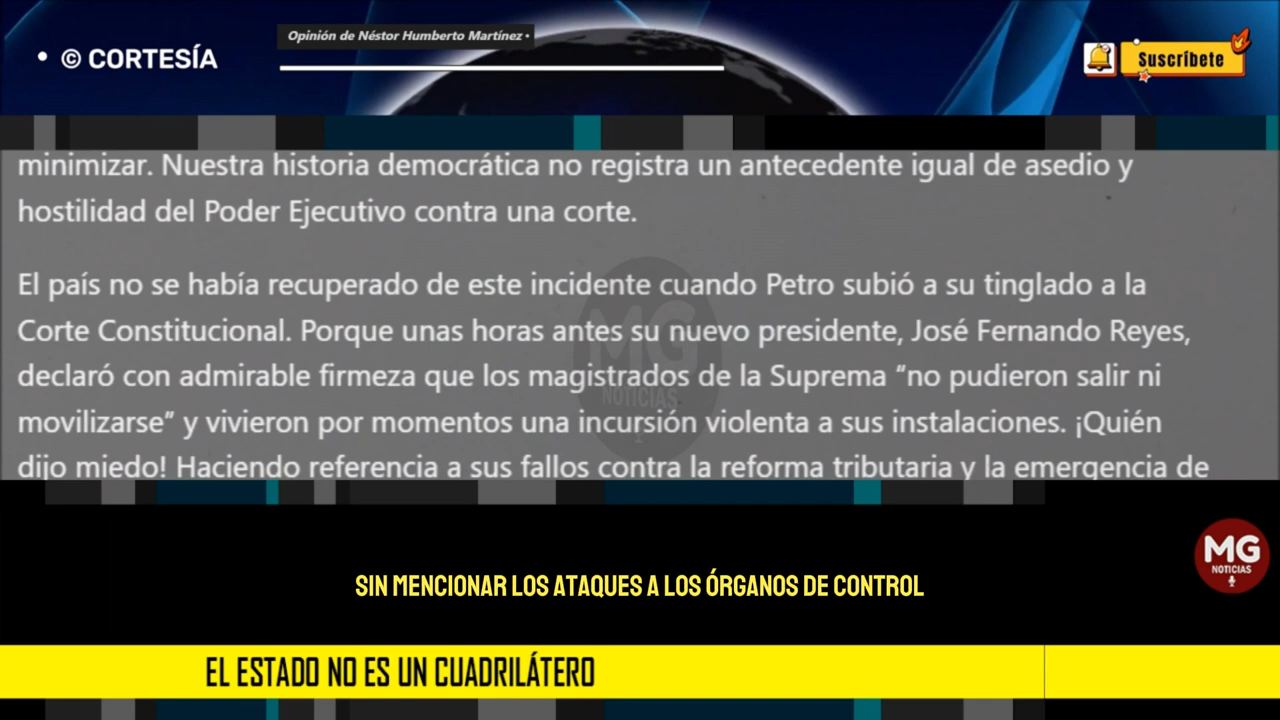 Opinión de Néstor Humberto Martínez •
• © CORTESÍA
Suscríbete
minimizar. Nuestra historia democrática no registra un antecedente igual de asedio y
hostilidad del Poder Ejecutivo contra una corte.
El país no se había recuperado de este incidente cuando Petro subió a su tinglado a la
Corte Constitucional. Porque unas horas antes su nuevo presidente, José Fernando Reyes,
declaró con admirable firmeza que los magistrados de la Suprema “no pudieron salir ni
movilizarse” y vivieron por momentos una incursión violenta a sus instalaciones. ¡Quién
dijo miedo! Haciendo referencia a sus fallos contra la reforma tributaria y la emergencia de
MG
NOTICIAS
SIN MENCIONAR LOS ATAQUES A LOS ÓRGANOS DE CONTROL
MG
NOTICIAS
EL ESTADO NO ES UN CUADRILÁTERO